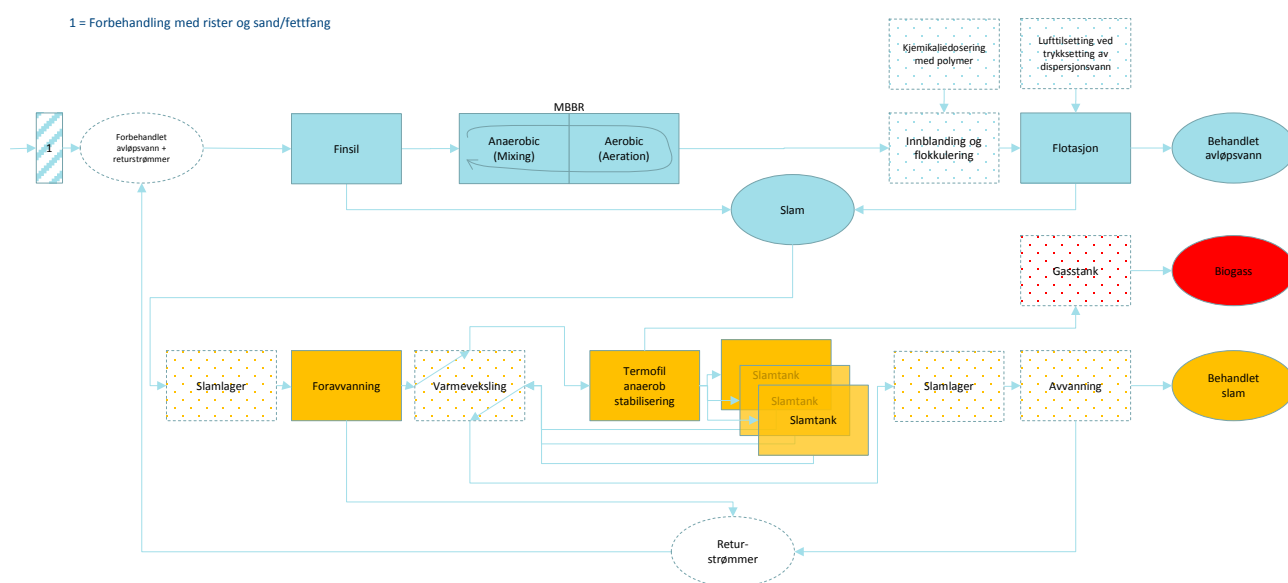 1 = Forbehandling med rister og sand/fettfang
Kjemikaliedosering
med polymer
Lufttilsetting ved
trykksetting av
dispersjonsvann
MBBR
1
Forbehandlet
avløpsvann +
returstrømmer
Finsil
Anaerobic
(Mixing)
Aerobic
(Aeration)
Innblanding og
flokkulering
Flotasjon
Behandlet
avløpsvann
Slam
Gasstank
Biogass
Slamlager
Foravvanning
Varmeveksling
Termofil
anaerob
stabilisering
Slamtank
Slamtank
Slamtank
Slamlager
Avvanning
Behandlet
slam
Retur-
strømmer